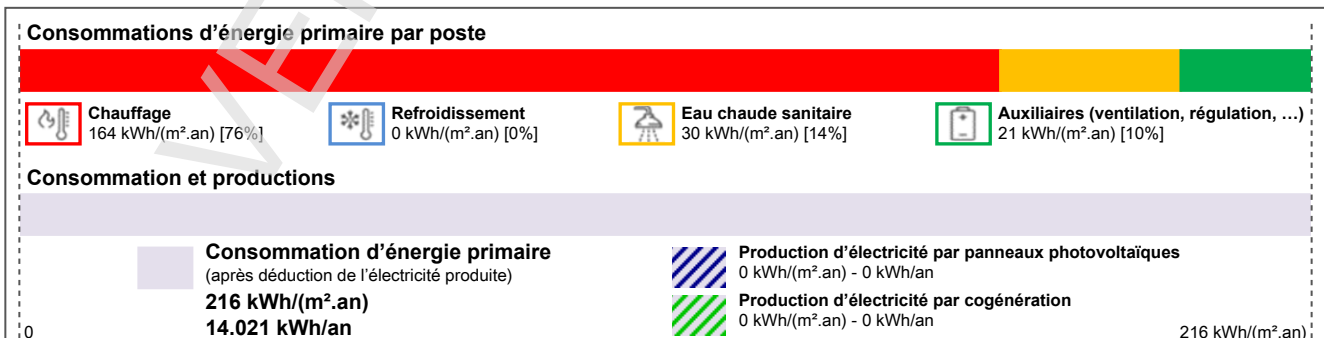 Consommations d'énergie primaire par poste
Chauffage
164 kWh/(m².an) [76%]
Refroidissement
0 kWh/(m².an) [0%]
Eau chaude sanitaire
30 kWh/(m².an) [14%]
Auxiliaires (ventilation, régulation, …)
21 kWh/(m².an) [10%]
Consommation et productions
Consommation d'énergie primaire
(après déduction de l'électricité produite)
216 kWh/(m².an)
14.021 kWh/an
Production d'électricité par panneaux photovoltaïques
0 kWh/(m².an) - 0 kWh/an
Production d'électricité par cogénération
0 kWh/(m².an) - 0 kWh/an
0
216 kWh/(m².an)